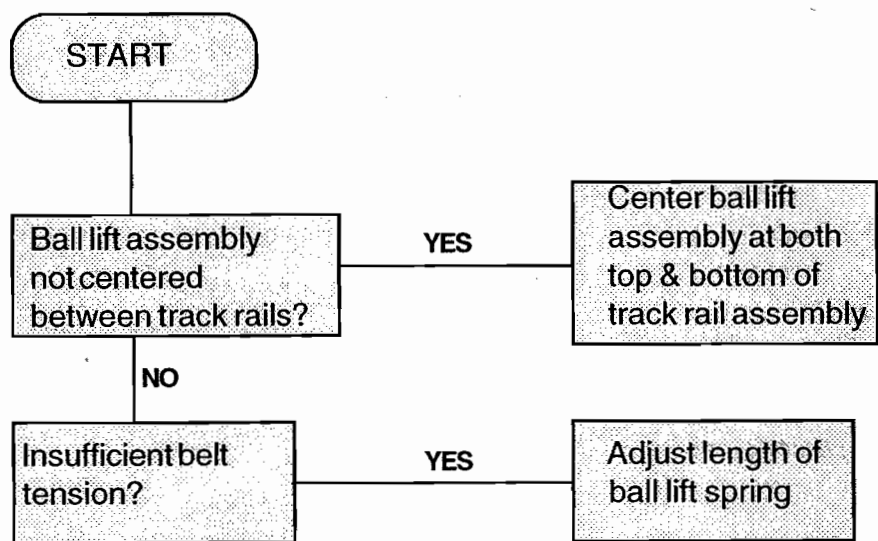 START
Ball lift assembly
not centered
between track rails?
YES
Center ball lift
assembly at both
top & bottom of
track rail assembly
NO
Insufficient belt
tension?
YES
Adjust length of
ball lift spring